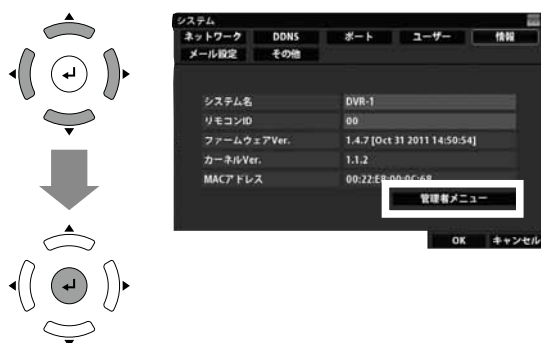 システム
ネットワーク DDNS ポート ユーザー 情報
メール設定 その他
システム名 DVR-1
リモコンID 00
ファームウェアVer. 1.4.7 [Oct 31 2011 14:50:54]
カーネルVer. 1.1.2
MACアドレス 00:22:EB:00:0C:68
管理者メニュー
OK キャンセル